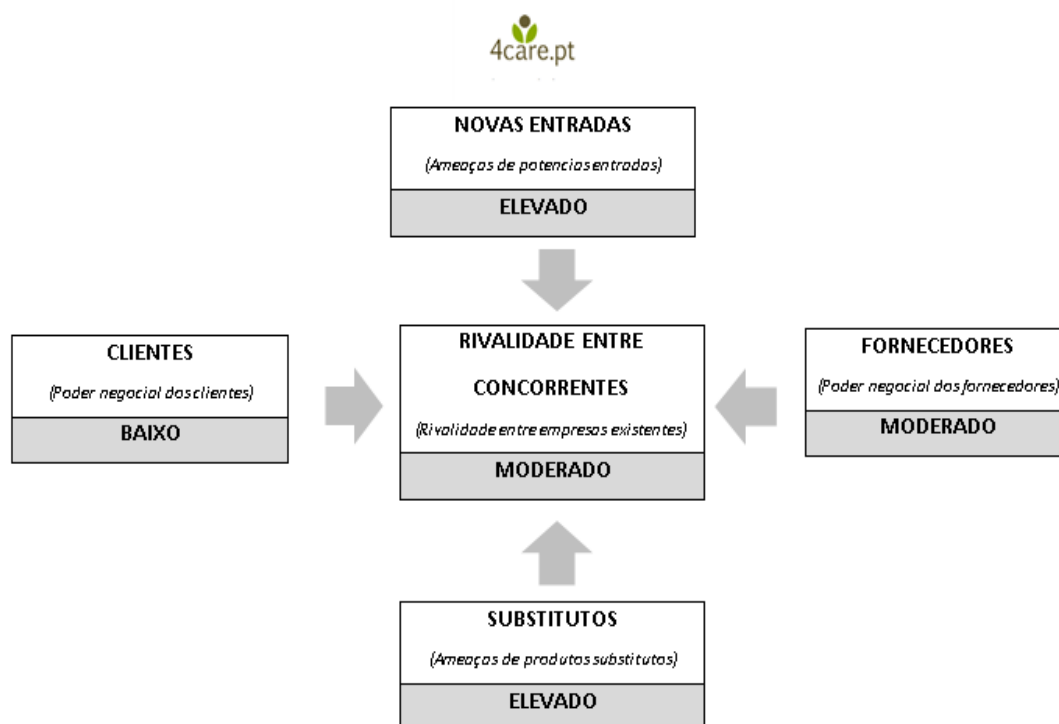 4care.pt
NOVAS ENTRADAS
(Ameaças de potencias entradas)
ELEVADO
CLIENTES
(Poder negocial dos clientes)
BAIXO
RIVALIDADE ENTRE
CONCORRENTES
(Rivalidade entre empresas existentes)
MODERADO
FORNECEDORES
(Poder negocial dos fornecedores)
MODERADO
SUBSTITUTOS
(Ameaças de produtos substitutos)
ELEVADO